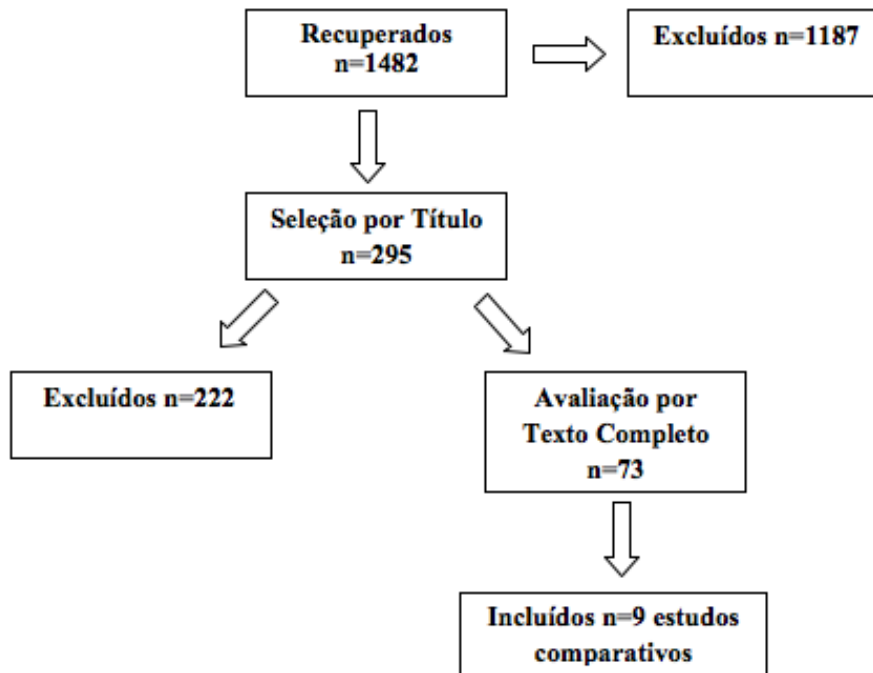 Recuperados
n=1482
Excluídos n=1187
Seleção por Título
n=295
Excluídos n=222
Avaliação por
Texto Completo
n=73
Incluídos n=9 estudos
comparativos